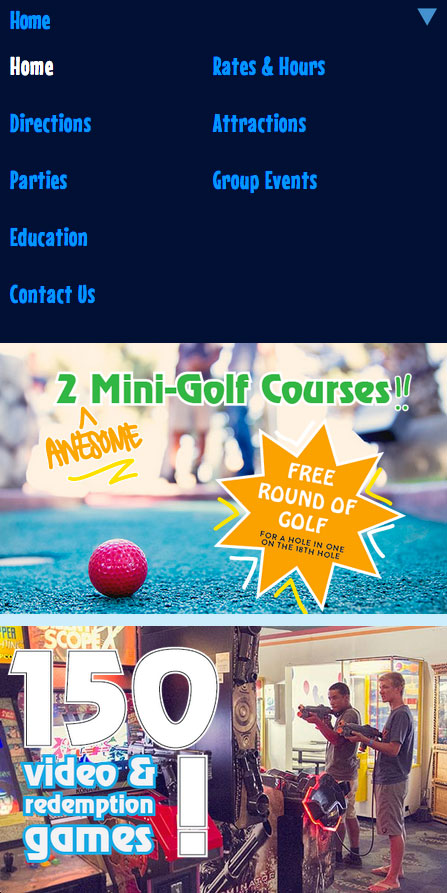 Home
Home
Rates & Hours
Directions
Attractions
Parties
Group Events
Education
Contact Us
2 Mini-Golf Courses!!
AWESOME
FREE
ROUND OF
GOLF
FOR A HOLE IN ONE
ON THE 18TH HOLE
150
video &
redemption
games!